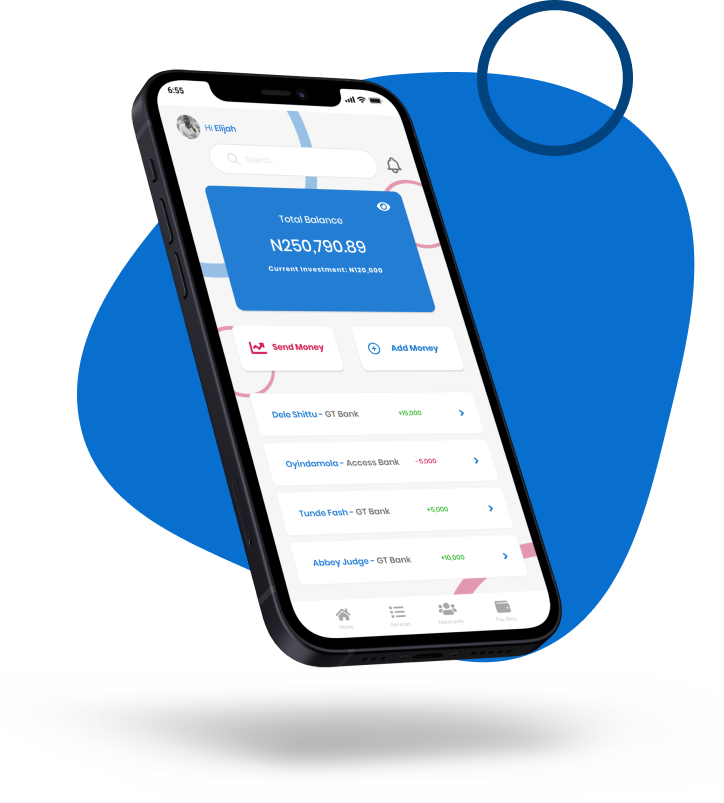 6:55
Hi Elijah
Search...
Total Balance
N250,790.89
Current investment: N120,000
Send Money
Add Money
Dele Shittu - GT Bank +15,000
Oyindamola - Access Bank -5,000
Tunde Fash - GT Bank +5,000
Abbey Judge - GT Bank +10,000
Home Services Merchants Pay Bills